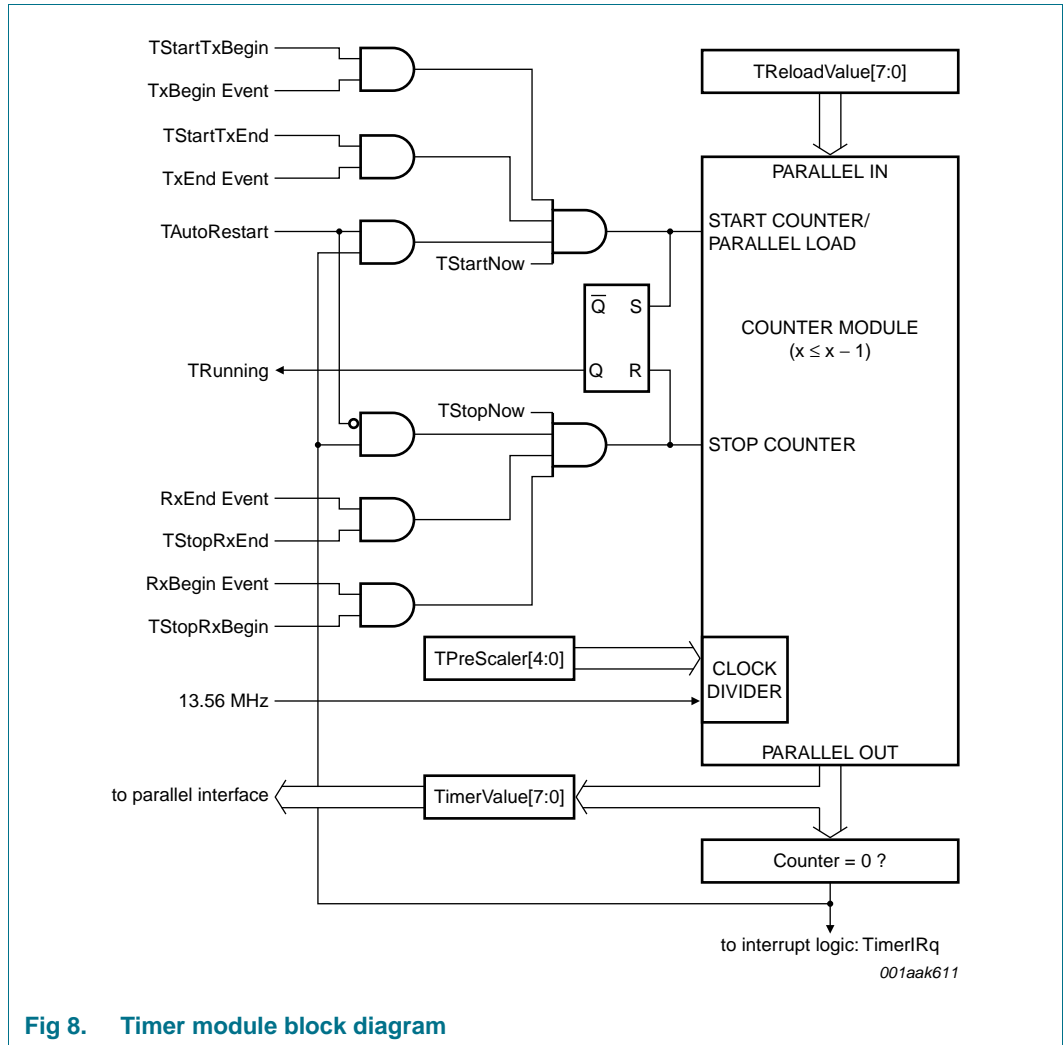 TStartTxBegin
TxBegin Event
TStartTxEnd
TxEnd Event
TAutoRestart
TStartNow
TReloadValue[7:0]
PARALLEL IN
START COUNTER/
PARALLEL LOAD
Q S
COUNTER MODULE
(x ≤ x − 1)
TRunning
Q R
TStopNow
STOP COUNTER
RxEnd Event
TStopRxEnd
RxBegin Event
TStopRxBegin
TPreScaler[4:0]
CLOCK
DIVIDER
13.56 MHz
PARALLEL OUT
to parallel interface
TimerValue[7:0]
Counter = 0 ?
to interrupt logic: TimerIRq
001aak611
Fig 8. Timer module block diagram